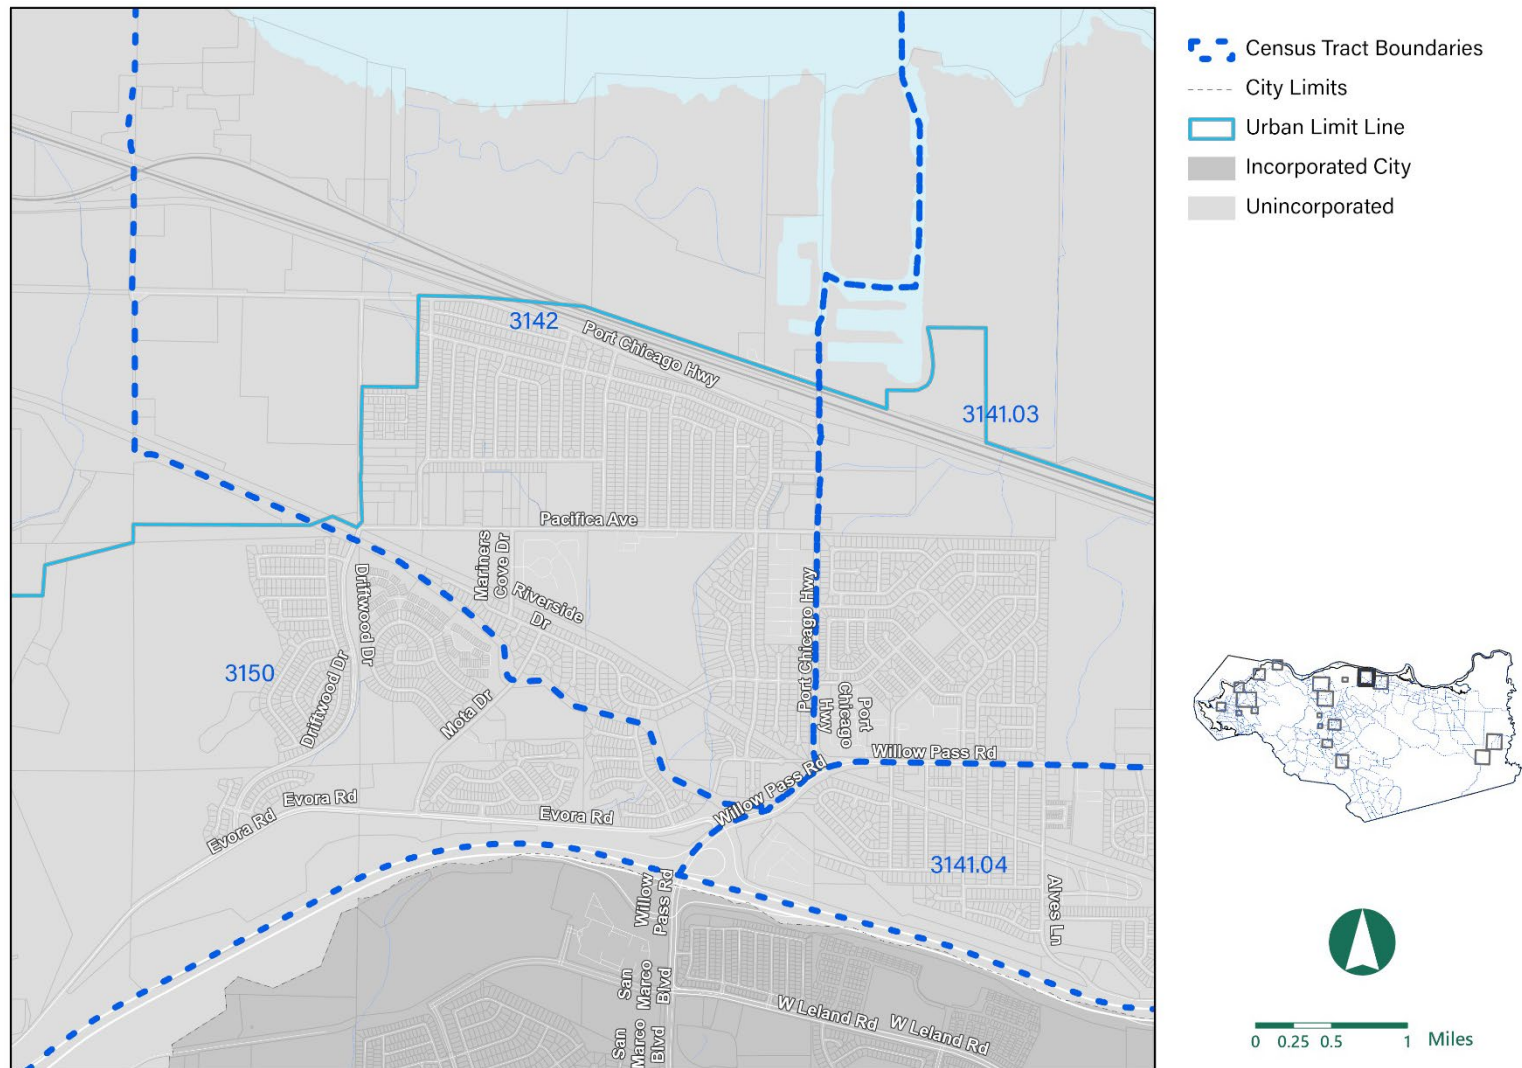 Census Tract Boundaries
City Limits
Urban Limit Line
Incorporated City
Unincorporated
3142
Port Chicago Hwy
3141.03
Pacifica Ave
Mariners
Cove Dr
Riverside
Dr
Driftwood Dr
Port Chicago Hwy
3150
Driftwood Dr
Mota Dr
Port
Chicago
Hwy
Willow Pass Rd
Willow Pass Rd
Evora Rd
Evora Rd
Evora Rd
3141.04
Willow
Pass Rd
Alves Ln
San
Marco
Blvd
W Leland Rd
W Leland Rd
San
Marco
Blvd
0 0.25 0.5 1 Miles